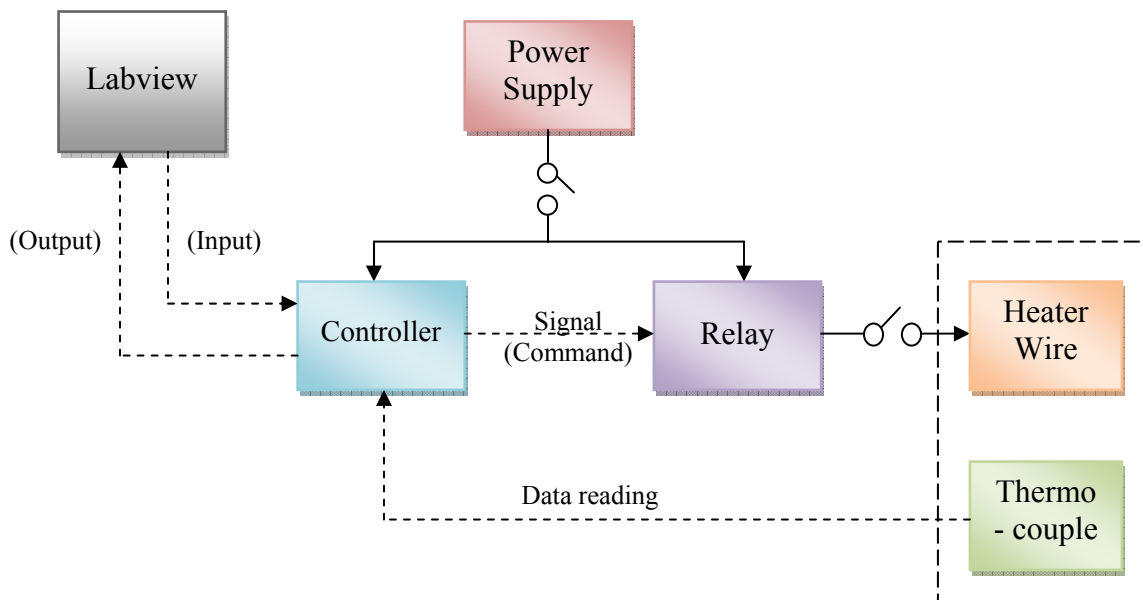 Labview
Power
Supply
(Output)
(Input)
Controller
Signal
(Command)
Relay
Heater
Wire
Data reading
Thermo
- couple